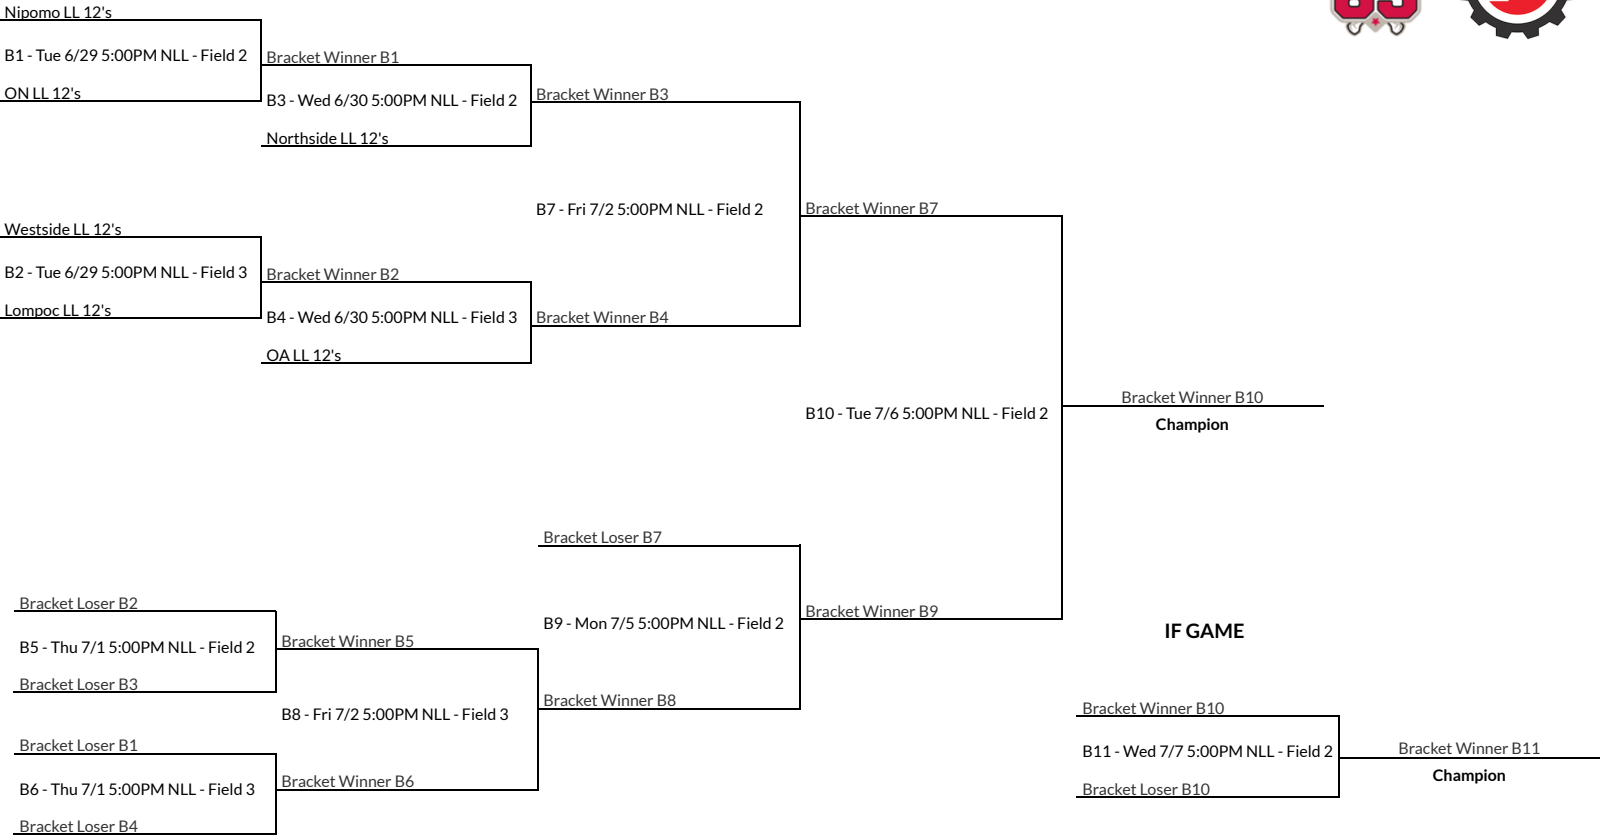 Nipomo LL 12's
B1 - Tue 6/29 5:00PM NLL - Field 2
ON LL 12's
Bracket Winner B1
B3 - Wed 6/30 5:00PM NLL - Field 2
Northside LL 12's
Bracket Winner B3
Westside LL 12's
B2 - Tue 6/29 5:00PM NLL - Field 3
Lompoc LL 12's
Bracket Winner B2
B4 - Wed 6/30 5:00PM NLL - Field 3
OA LL 12's
Bracket Winner B4
B7 - Fri 7/2 5:00PM NLL - Field 2
Bracket Winner B7
B10 - Tue 7/6 5:00PM NLL - Field 2
Bracket Winner B10
Champion
Bracket Loser B7
B9 - Mon 7/5 5:00PM NLL - Field 2
Bracket Winner B9
Bracket Loser B2
B5 - Thu 7/1 5:00PM NLL - Field 2
Bracket Loser B3
Bracket Winner B5
B8 - Fri 7/2 5:00PM NLL - Field 3
Bracket Winner B8
Bracket Loser B1
B6 - Thu 7/1 5:00PM NLL - Field 3
Bracket Loser B4
Bracket Winner B6
IF GAME
Bracket Winner B10
B11 - Wed 7/7 5:00PM NLL - Field 2
Bracket Loser B10
Bracket Winner B11
Champion